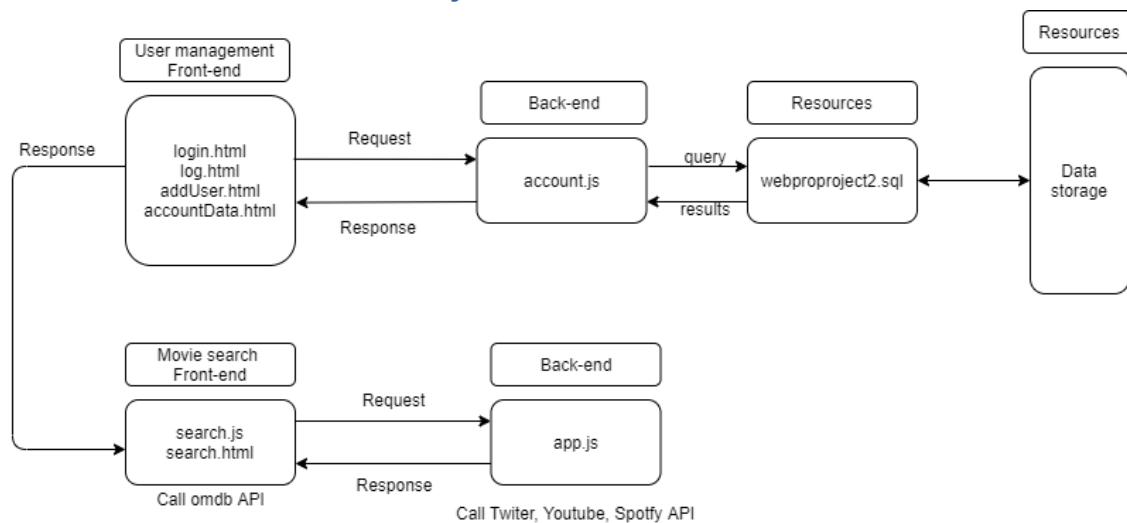 Resources
User management
Front-end
Back-end
Resources
Response
login.html
log.html
addUser.html
accountData.html
Request
Response
account.js
query
results
webproproject2.sql
Data
storage
Movie search
Front-end
Back-end
search.js
search.html
Request
Response
app.js
Call omdb API
Call Twiter, Youtube, Spotfy API